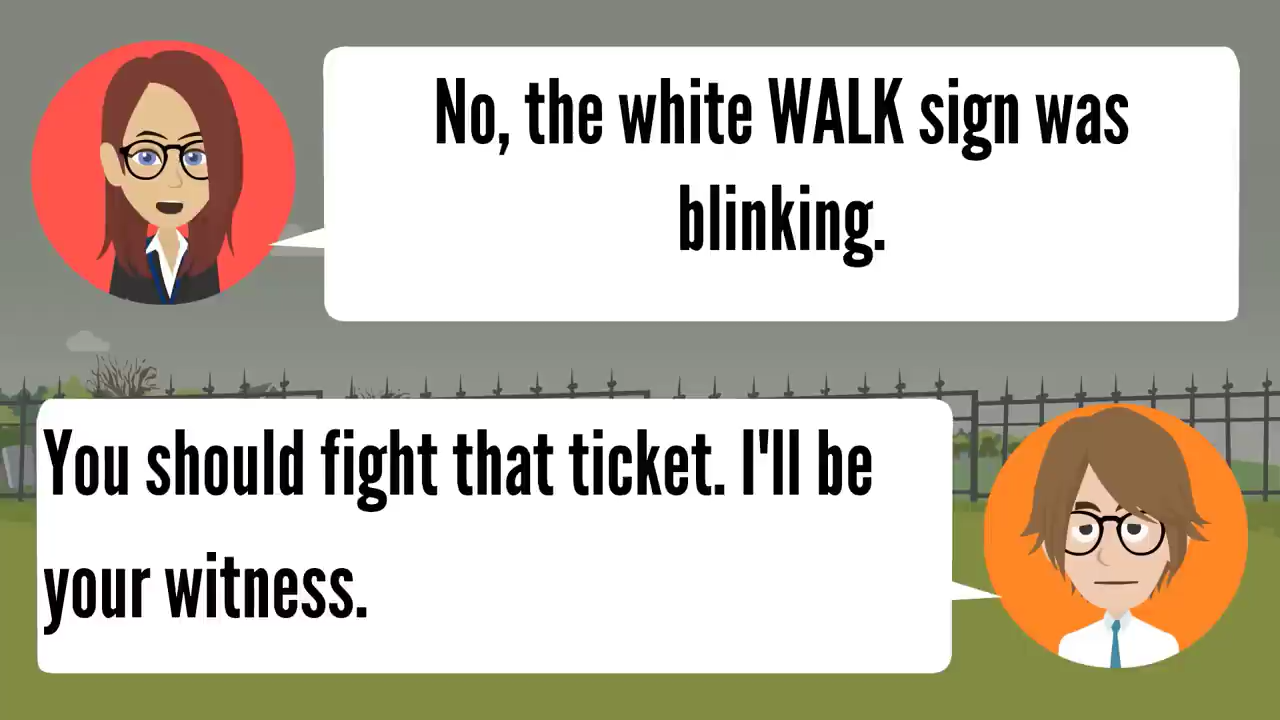 No, the white WALK sign was
blinking.
You should fight that ticket. I'll be
your witness.